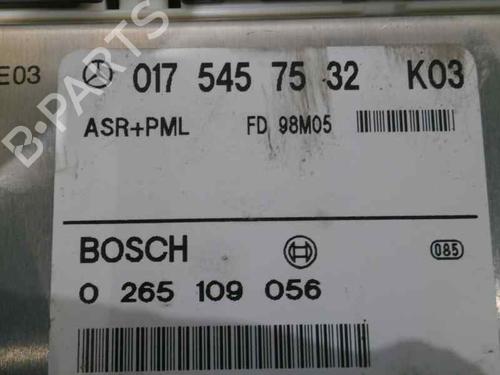 E03
017 545 75 32 K03
ASR+PML FD 98M05
BOSCH 085
0 265 109 056
B-PARTS